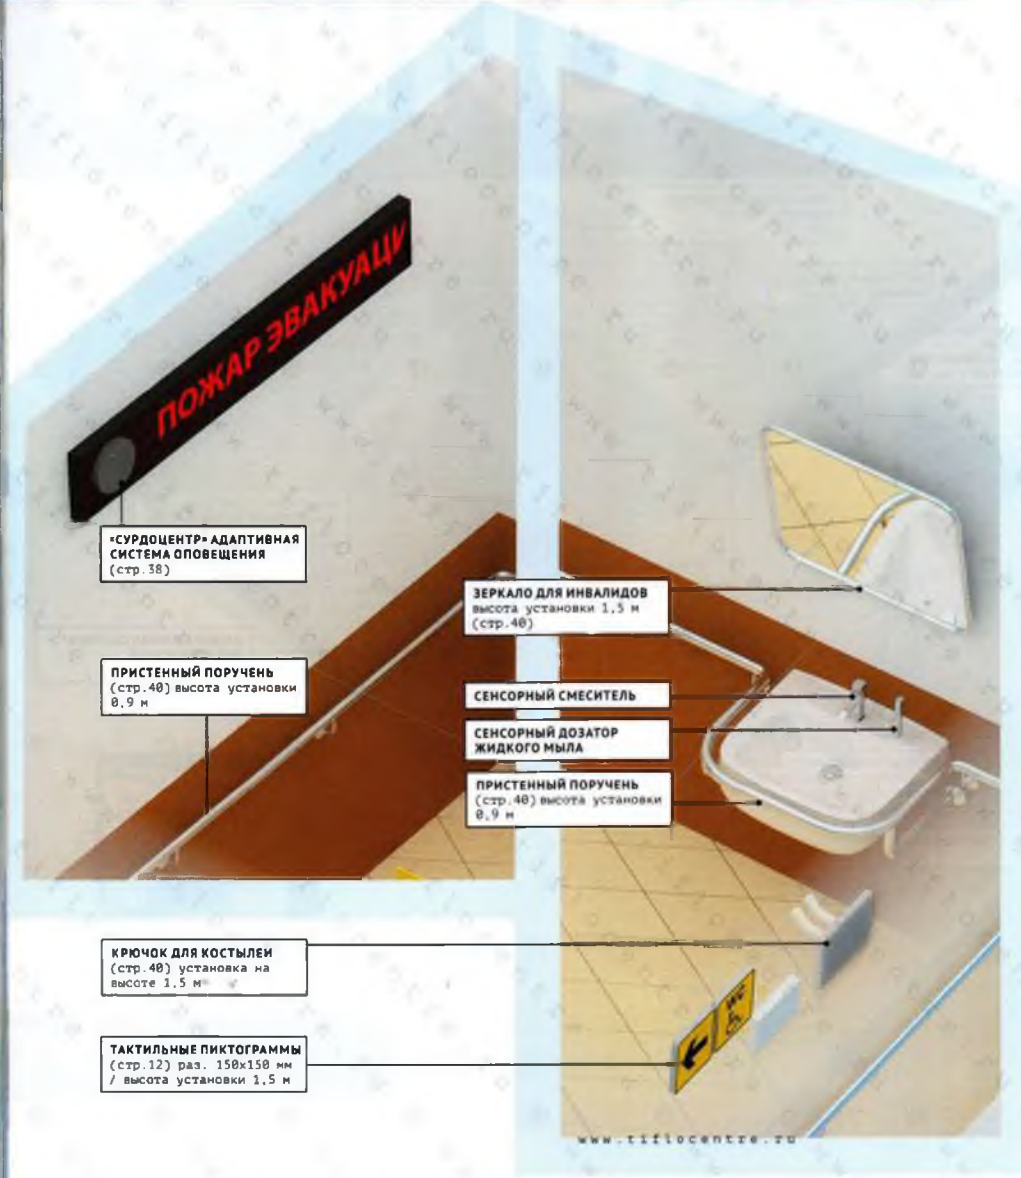 ПОЖАР ЭВАКУАЦИ
«СУРДОЦЕНТР» АДАПТИВНАЯ
СИСТЕМА ОПОВЕЩЕНИЯ
(стр.38)
ПРИСТЕННЫЙ ПОРУЧЕНЬ
(стр.40) высота установки
0,9 м
ЗЕРКАЛО ДЛЯ ИНВАЛИДОВ
высота установки 1,5 м
(стр.40)
СЕНСОРНЫЙ СМЕСИТЕЛЬ
СЕНСОРНЫЙ ДОЗАТОР
ЖИДКОГО МЫЛА
ПРИСТЕННЫЙ ПОРУЧЕНЬ
(стр.40) высота установки
0,9 м
КРЮЧОК ДЛЯ КОСТЫЛЕЙ
(стр.40) установка на
высоте 1,5 м
ТАКТИЛЬНЫЕ ПИКТОГРАММЫ
(стр.12) раз. 150х150 мм
/ высота установки 1,5 м
WC
www.tiflocentre.ru